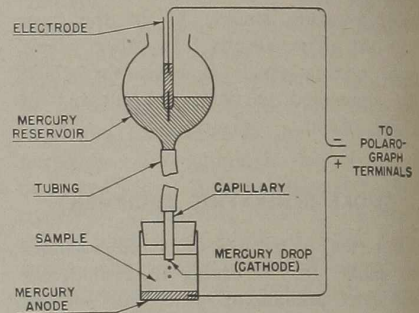 ELECTRODE
MERCURY
RESERVOIR
−
TO
POLARO-
GRAPH
TERMINALS
+
TUBING
CAPILLARY
SAMPLE
MERCURY DROP
(CATHODE)
MERCURY
ANODE